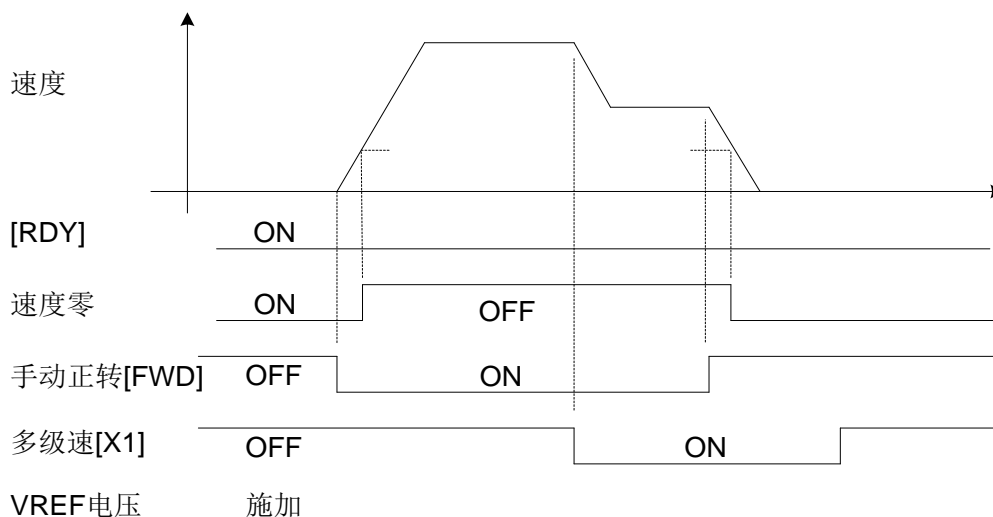 速度
[RDY] ON
速度零 ON OFF
手动正转[FWD] OFF ON
多级速[X1] OFF ON
VREF电压 施加